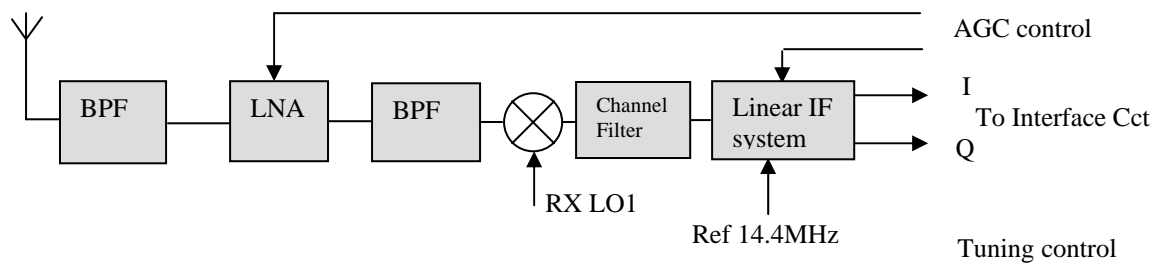 AGC control
BPF
LNA
BPF
Channel
Filter
Linear IF
system
I
To Interface Cct
Q
RX LO1
Ref 14.4MHz
Tuning control